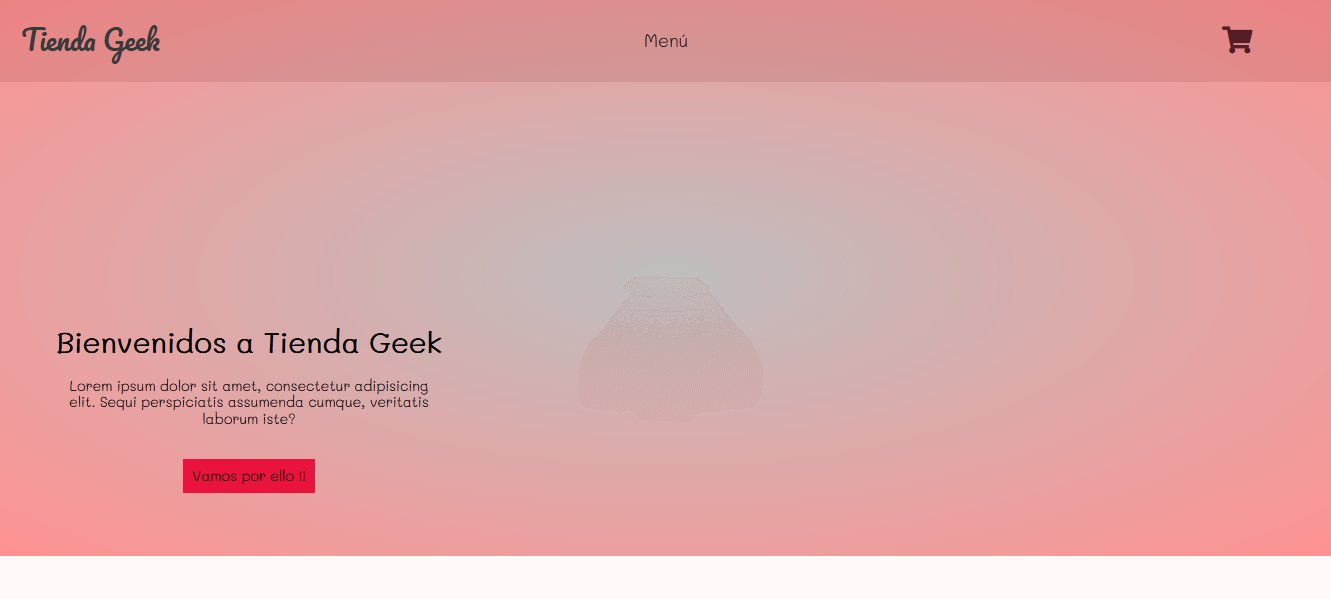 Tienda Geek
Menú
Bienvenidos a Tienda Geek
Lorem ipsum dolor sit amet, consectetur adipisicing
elit. Sequi perspiciatis assumenda cumque, veritatis
laborum iste?
Vamos por ello !!